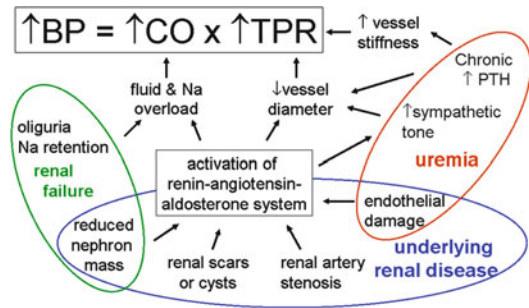 ↑BP = ↑CO x ↑TPR
↑ vessel
stiffness
Chronic
↑ PTH
fluid & Na
overload
↓vessel
diameter
↑sympathetic
tone
uremia
oliguria
Na retention
renal
failure
activation of
renin-angiotensin-
aldosterone system
endothelial
damage
reduced
nephron
mass
renal scars
or cysts
renal artery
stenosis
underlying
renal disease